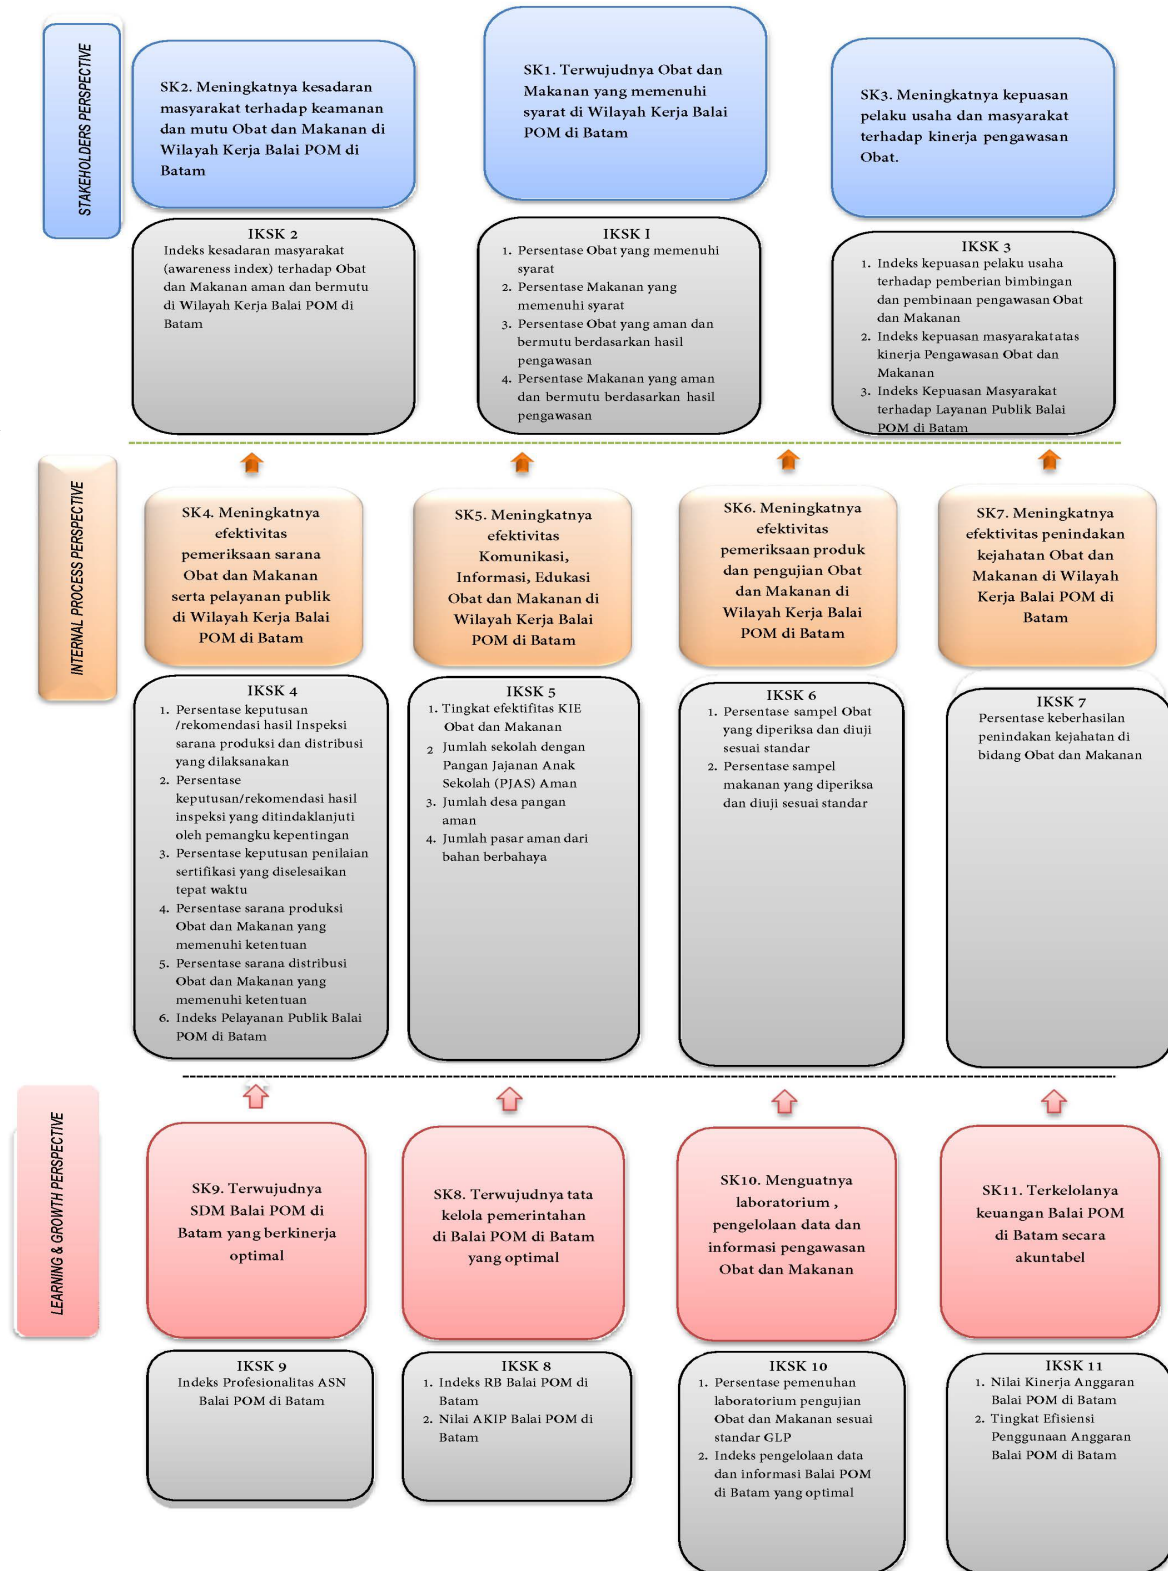 STAKEHOLDERS PERSPECTIVE
SK2. Meningkatnya kesadaran
masyarakat terhadap keamanan
dan mutu Obat dan Makanan di
Wilayah Kerja Balai POM di
Batam
SK1. Terwujudnya Obat dan
Makanan yang memenuhi
syarat di Wilayah Kerja Balai
POM di Batam
SK3. Meningkatnya kepuasan
pelaku usaha dan masyarakat
terhadap kinerja pengawasan
Obat.
IKSK 2
Indeks kesadaran masyarakat
(awareness index) terhadap Obat
dan Makanan aman dan bermutu
di Wilayah Kerja Balai POM di
Batam
IKSK I
1. Persentase Obat yang memenuhi
syarat
2. Persentase Makanan yang
memenuhi syarat
3. Persentase Obat yang aman dan
bermutu berdasarkan hasil
pengawasan
4. Persentase Makanan yang aman
dan bermutu berdasarkan hasil
pengawasan
IKSK 3
1. Indeks kepuasan pelaku usaha
terhadap pemberian bimbingan
dan pembinaan pengawasan Obat
dan Makanan
2. Indeks kepuasan masyarakatatas
kinerja Pengawasan Obat dan
Makanan
3. Indeks Kepuasan Masyarakat
terhadap Layanan Publik Balai
POM di Batam
INTERNAL PROCESS PERSPECTIVE
SK4. Meningkatnya
efektivitas
pemeriksaan sarana
Obat dan Makanan
serta pelayanan publik
di Wilayah Kerja Balai
POM di Batam
SK5. Meningkatnya
efektivitas
Komunikasi,
Informasi, Edukasi
Obat dan Makanan di
Wilayah Kerja Balai
POM di Batam
SK6. Meningkatnya
efektivitas
pemeriksaan produk
dan pengujian Obat
dan Makanan di
Wilayah Kerja Balai
POM di Batam
SK7. Meningkatnya
efektivitas penindakan
kejahatan Obat dan
Makanan di Wilayah
Kerja Balai POM di
Batam
IKSK 4
1. Persentase keputusan
/rekomendasi hasil Inspeksi
sarana produksi dan distribusi
yang dilaksanakan
2. Persentase
keputusan/rekomendasi hasil
inspeksi yang ditindaklanjuti
oleh pemangku kepentingan
3. Persentase keputusan penilaian
sertifikasi yang diselesaikan
tepat waktu
4. Persentase sarana produksi
Obat dan Makanan yang
memenuhi ketentuan
5. Persentase sarana distribusi
Obat dan Makanan yang
memenuhi ketentuan
6. Indeks Pelayanan Publik Balai
POM di Batam
IKSK 5
1. Tingkat efektifitas KIE
Obat dan Makanan
2 Jumlah sekolah dengan
Pangan Jajanan Anak
Sekolah (PJAS) Aman
3. Jumlah desa pangan
aman
4. Jumlah pasar aman dari
bahan berbahaya
IKSK 6
1. Persentase sampel Obat
yang diperiksa dan diuji
sesuai standar
2. Persentase sampel
makanan yang diperiksa
dan diuji sesuai standar
IKSK 7
Persentase keberhasilan
penindakan kejahatan di
bidang Obat dan Makanan
LEARNING & GROWTH PERSPECTIVE
SK9. Terwujudnya
SDM Balai POM di
Batam yang berkinerja
optimal
SK8. Terwujudnya tata
kelola pemerintahan
di Balai POM di Batam
yang optimal
SK10. Menguatnya
laboratorium ,
pengelolaan data dan
informasi pengawasan
Obat dan Makanan
SK11. Terkelolanya
keuangan Balai POM
di Batam secara
akuntabel
IKSK 9
Indeks Profesionalitas ASN
Balai POM di Batam
IKSK 8
1. Indeks RB Balai POM di
Batam
2. Nilai AKIP Balai POM di
Batam
IKSK 10
1. Persentase pemenuhan
laboratorium pengujian
Obat dan Makanan sesuai
standar GLP
2. Indeks pengelolaan data
dan informasi Balai POM
di Batam yang optimal
IKSK 11
1. Nilai Kinerja Anggaran
Balai POM di Batam
2. Tingkat Efisiensi
Penggunaan Anggaran
Balai POM di Batam